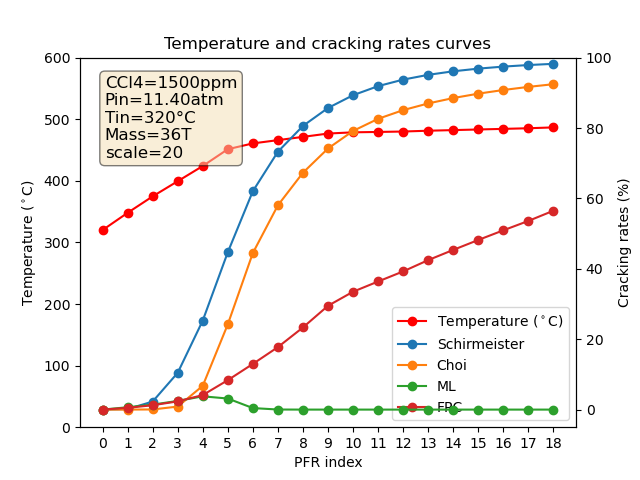 Temperature and cracking rates curves
CCl4=1500ppm
Pin=11.40atm
Tin=320°C
Mass=36T
scale=20
600
500
400
300
200
100
0
Temperature (°C)
100
80
60
40
20
0
Cracking rates (%)
Temperature (°C)
Schirmeister
Choi
ML
FPC
0 1 2 3 4 5 6 7 8 9 10 11 12 13 14 15 16 17 18
PFR index